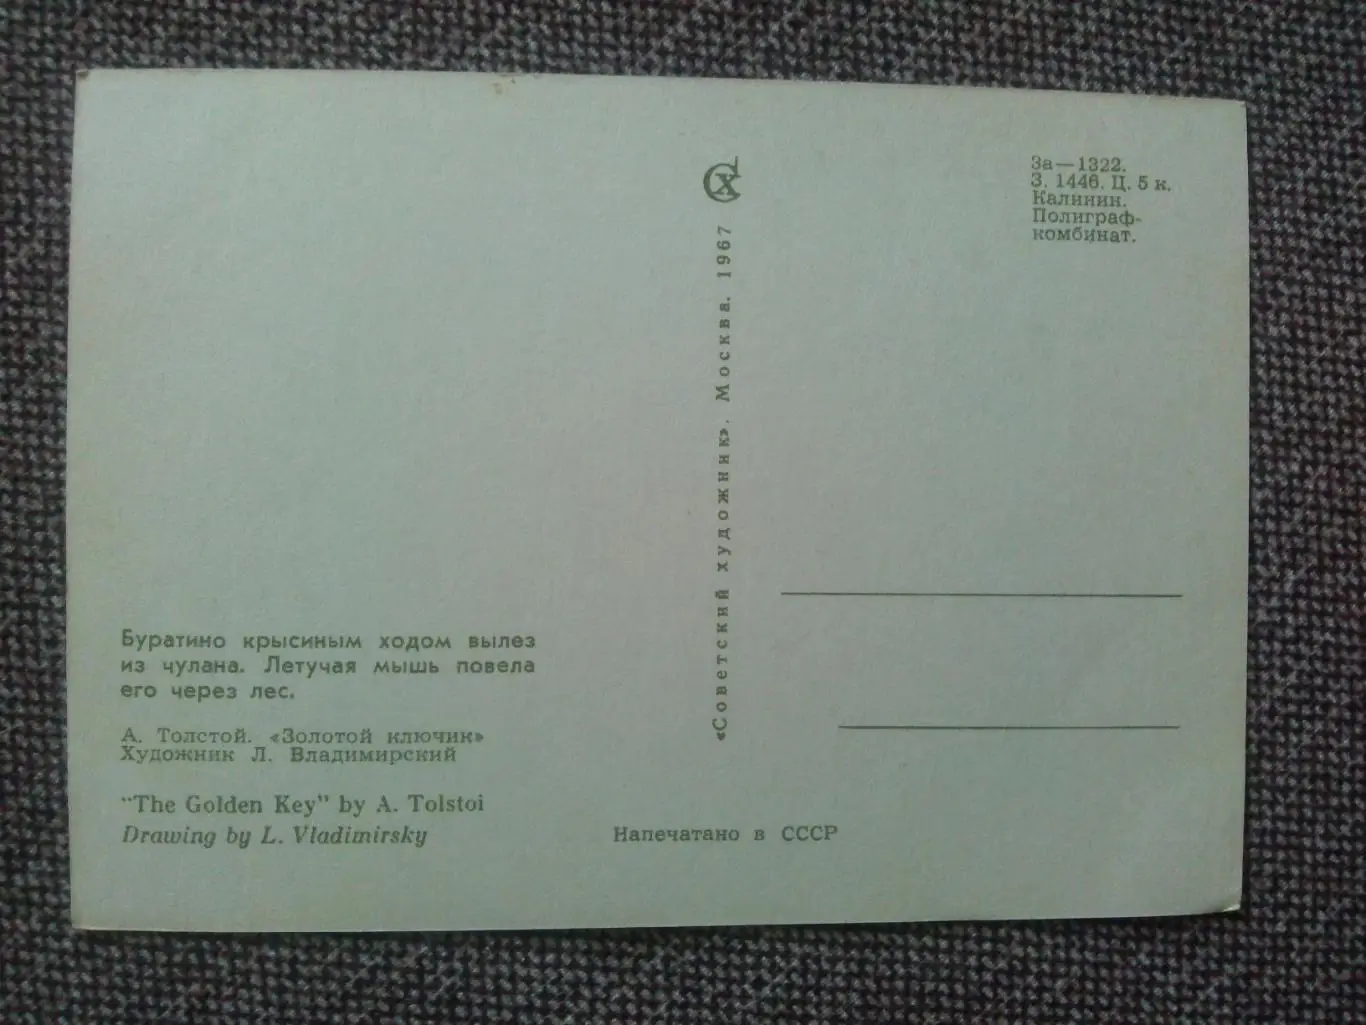 Буратино крысиным ходом вылез
из чулана. Летучая мышь повела
его через лес.
А. Толстой. «Золотой ключик»
Художник Л. Владимирский
"The Golden Key" by A. Tolstoi
Drawing by L. Vladimirsky
Напечатано в СССР
СХ
«Советский художник». Москва. 1967
За—1322.
З. 1446. Ц. 5 к.
Калинин.
Полиграф-
комбинат.